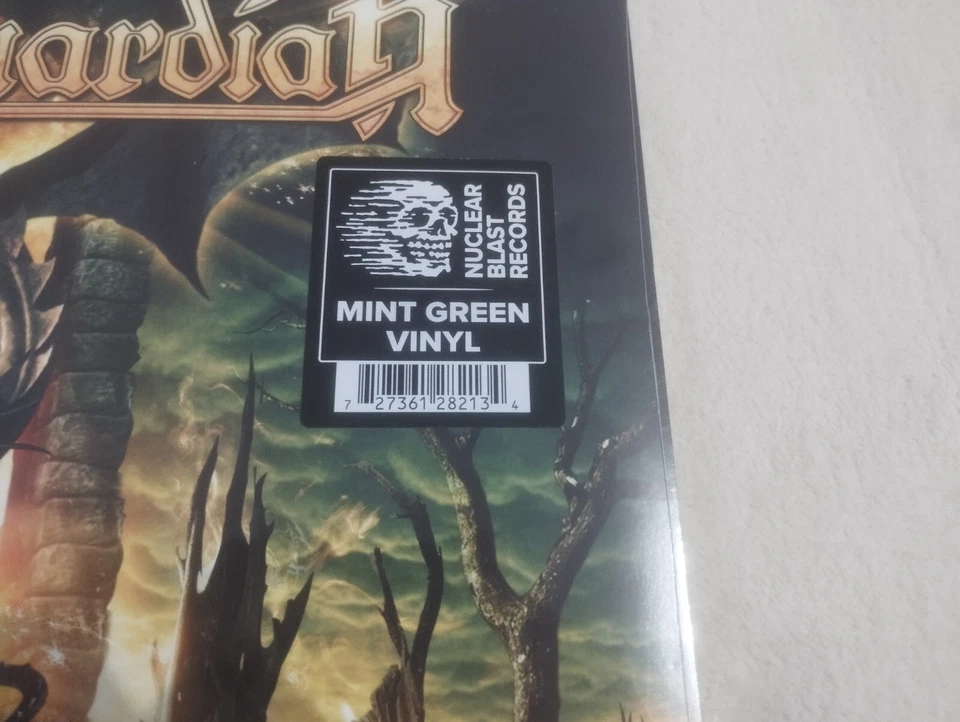 uardian
NUCLEAR
BLAST
RECORDS
MINT GREEN
VINYL
7 27361 28213 4